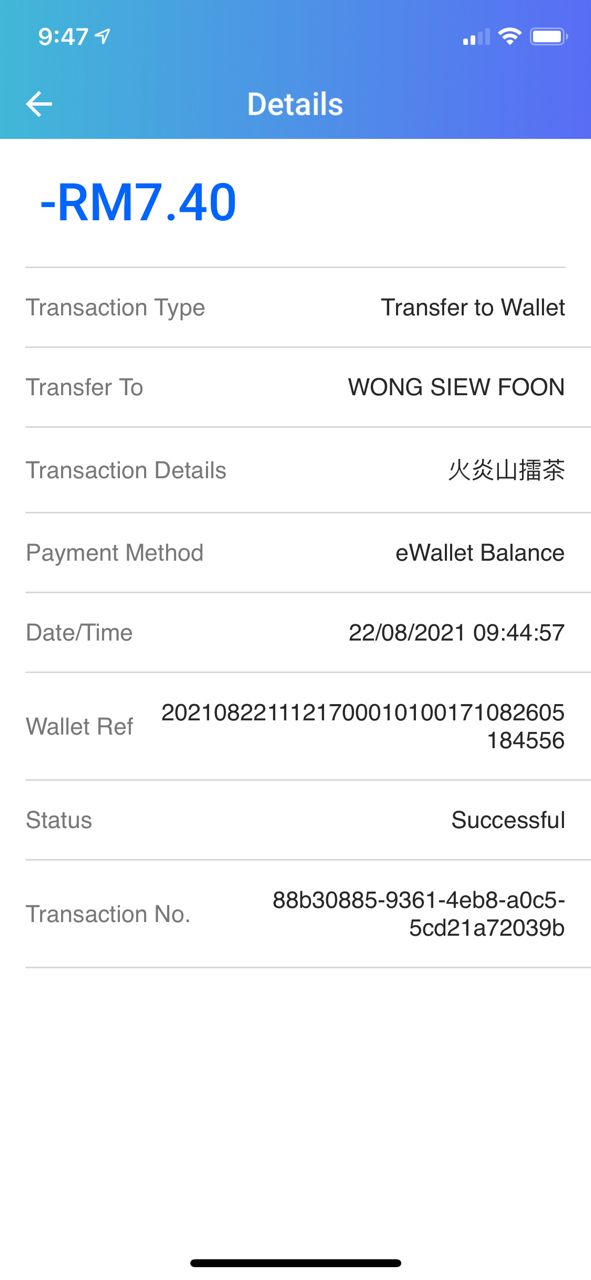 9:47
Details
-RM7.40
Transaction Type Transfer to Wallet
Transfer To WONG SIEW FOON
Transaction Details 火炎山擂茶
Payment Method eWallet Balance
Date/Time 22/08/2021 09:44:57
Wallet Ref 2021082211121700010100171082605
184556
Status Successful
Transaction No. 88b30885-9361-4eb8-a0c5-
5cd21a72039b